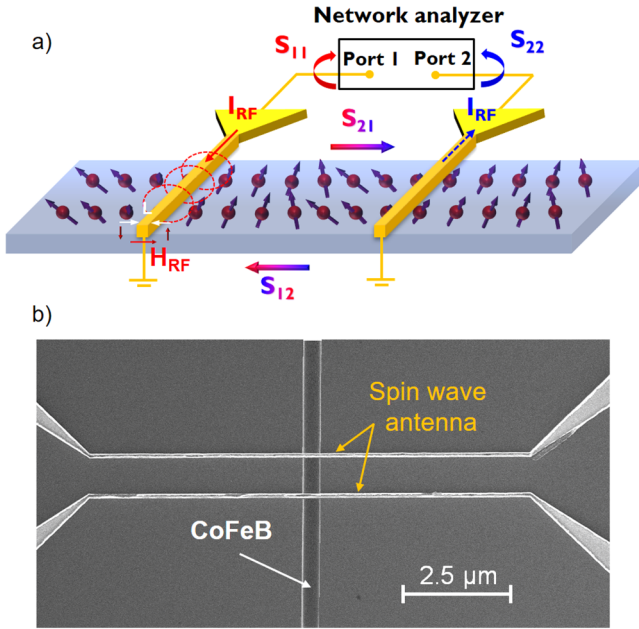 Network analyzer
a)
S11
Port 1 Port 2
S22
IRF
S21
IRF
HRF
S12
b)
Spin wave
antenna
CoFeB
2.5 µm